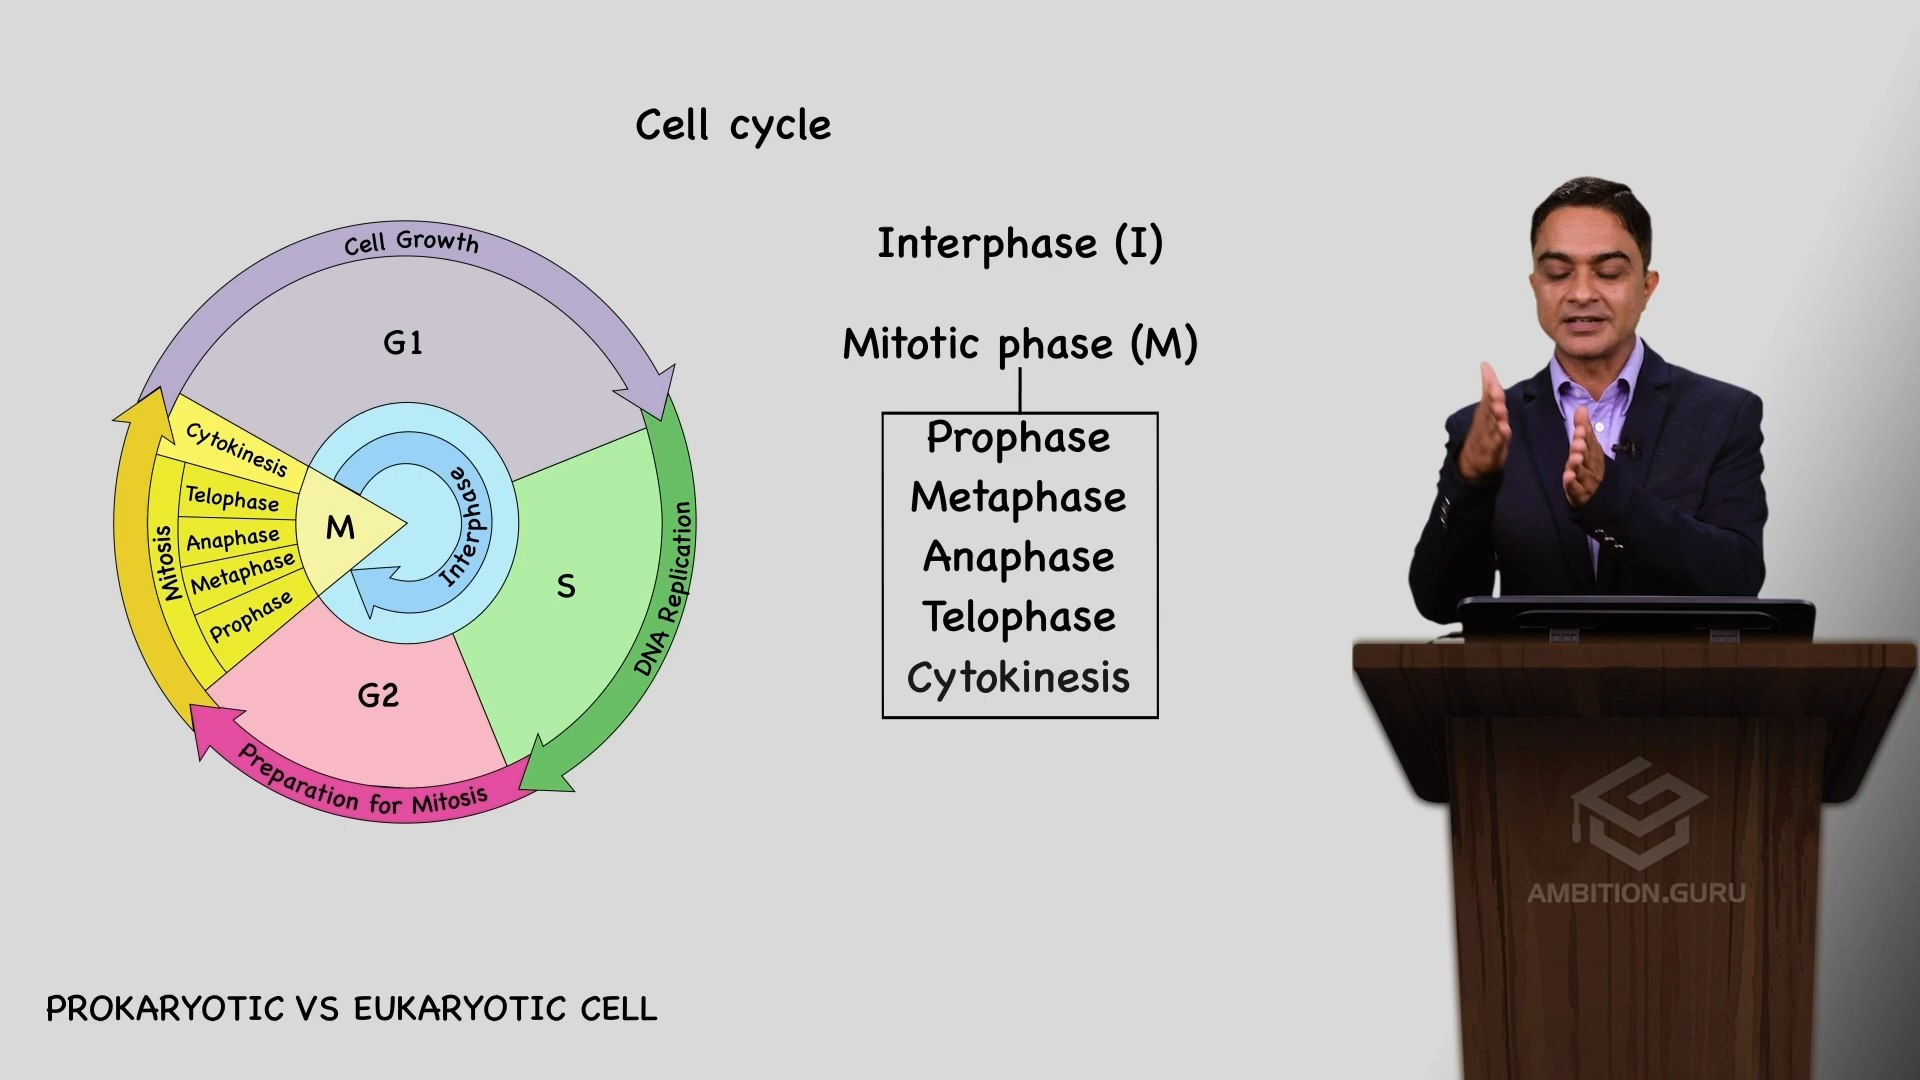 Cell cycle
Cell Growth
G1
Cytokinesis
Telophase
Anaphase
Metaphase
Prophase
Mitosis
M
Interphase
S
DNA Replication
G2
Preparation for Mitosis
Interphase (I)
Mitotic phase (M)
Prophase
Metaphase
Anaphase
Telophase
Cytokinesis
AMBITION.GURU
PROKARYOTIC VS EUKARYOTIC CELL